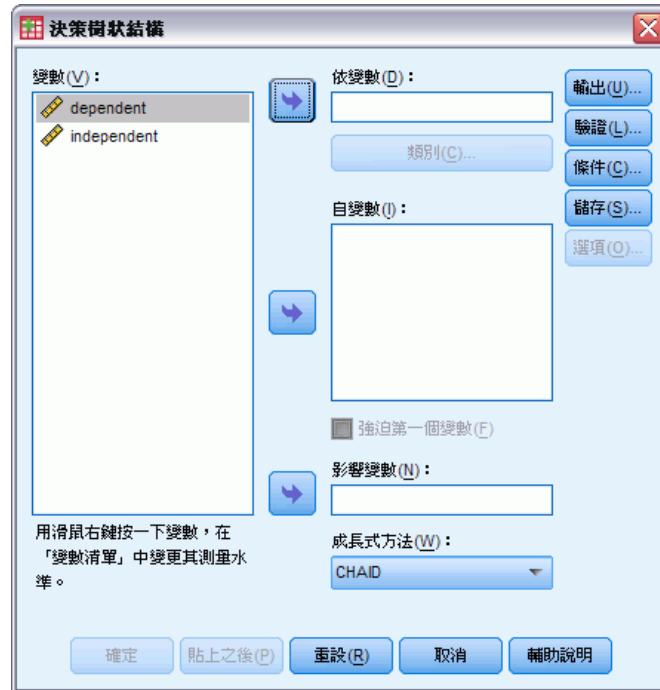 決策樹狀結構
變數(V)：
dependent
independent
用滑鼠右鍵按一下變數，在
「變數清單」中變更其測量水
準。
依變數(D)：
類別(C)...
自變數(I)：
強迫第一個變數(F)
影響變數(N)：
成長式方法(W)：
CHAID
輸出(U)...
驗證(L)...
條件(C)...
儲存(S)...
選項(O)...
確定
貼上之後(P)
重設(R)
取消
輔助說明